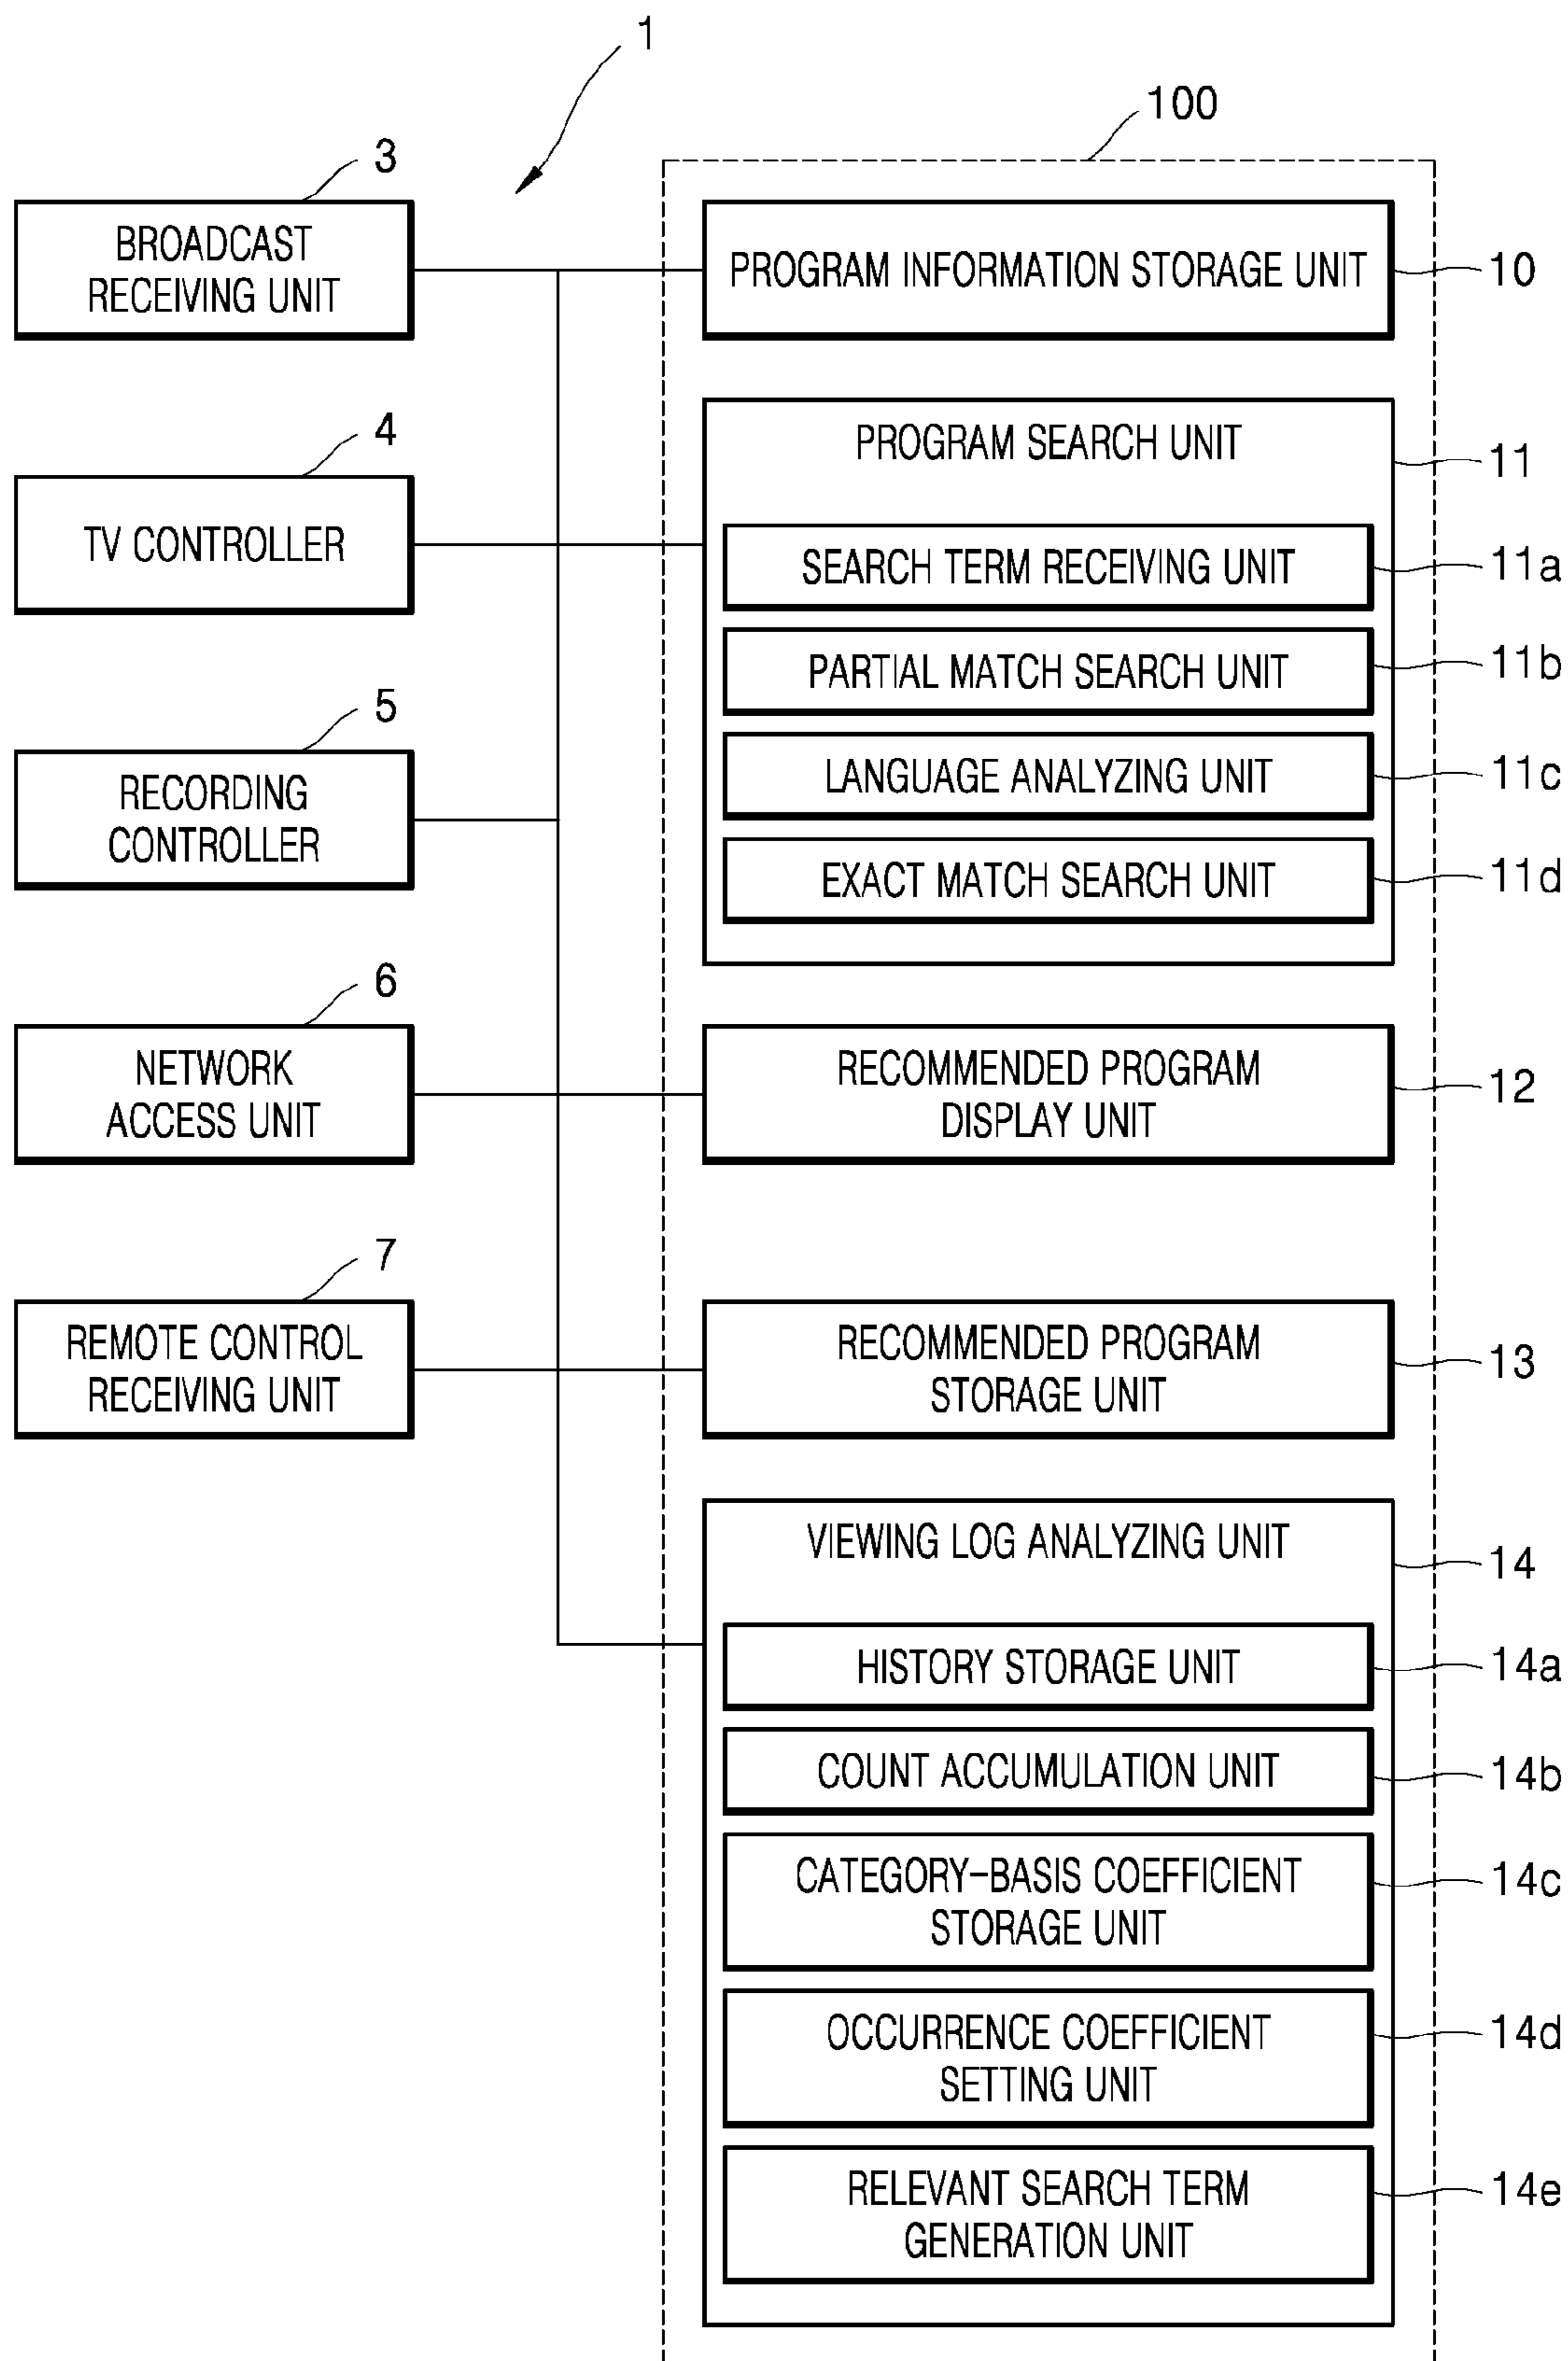 1
100
3
BROADCAST
RECEIVING UNIT
PROGRAM INFORMATION STORAGE UNIT
10
4
TV CONTROLLER
PROGRAM SEARCH UNIT
11
SEARCH TERM RECEIVING UNIT
11a
PARTIAL MATCH SEARCH UNIT
11b
5
RECORDING
CONTROLLER
LANGUAGE ANALYZING UNIT
11c
EXACT MATCH SEARCH UNIT
11d
6
NETWORK
ACCESS UNIT
RECOMMENDED PROGRAM
DISPLAY UNIT
12
7
REMOTE CONTROL
RECEIVING UNIT
RECOMMENDED PROGRAM
STORAGE UNIT
13
VIEWING LOG ANALYZING UNIT
14
HISTORY STORAGE UNIT
14a
COUNT ACCUMULATION UNIT
14b
CATEGORY-BASIS COEFFICIENT
STORAGE UNIT
14c
OCCURRENCE COEFFICIENT
SETTING UNIT
14d
RELEVANT SEARCH TERM
GENERATION UNIT
14e